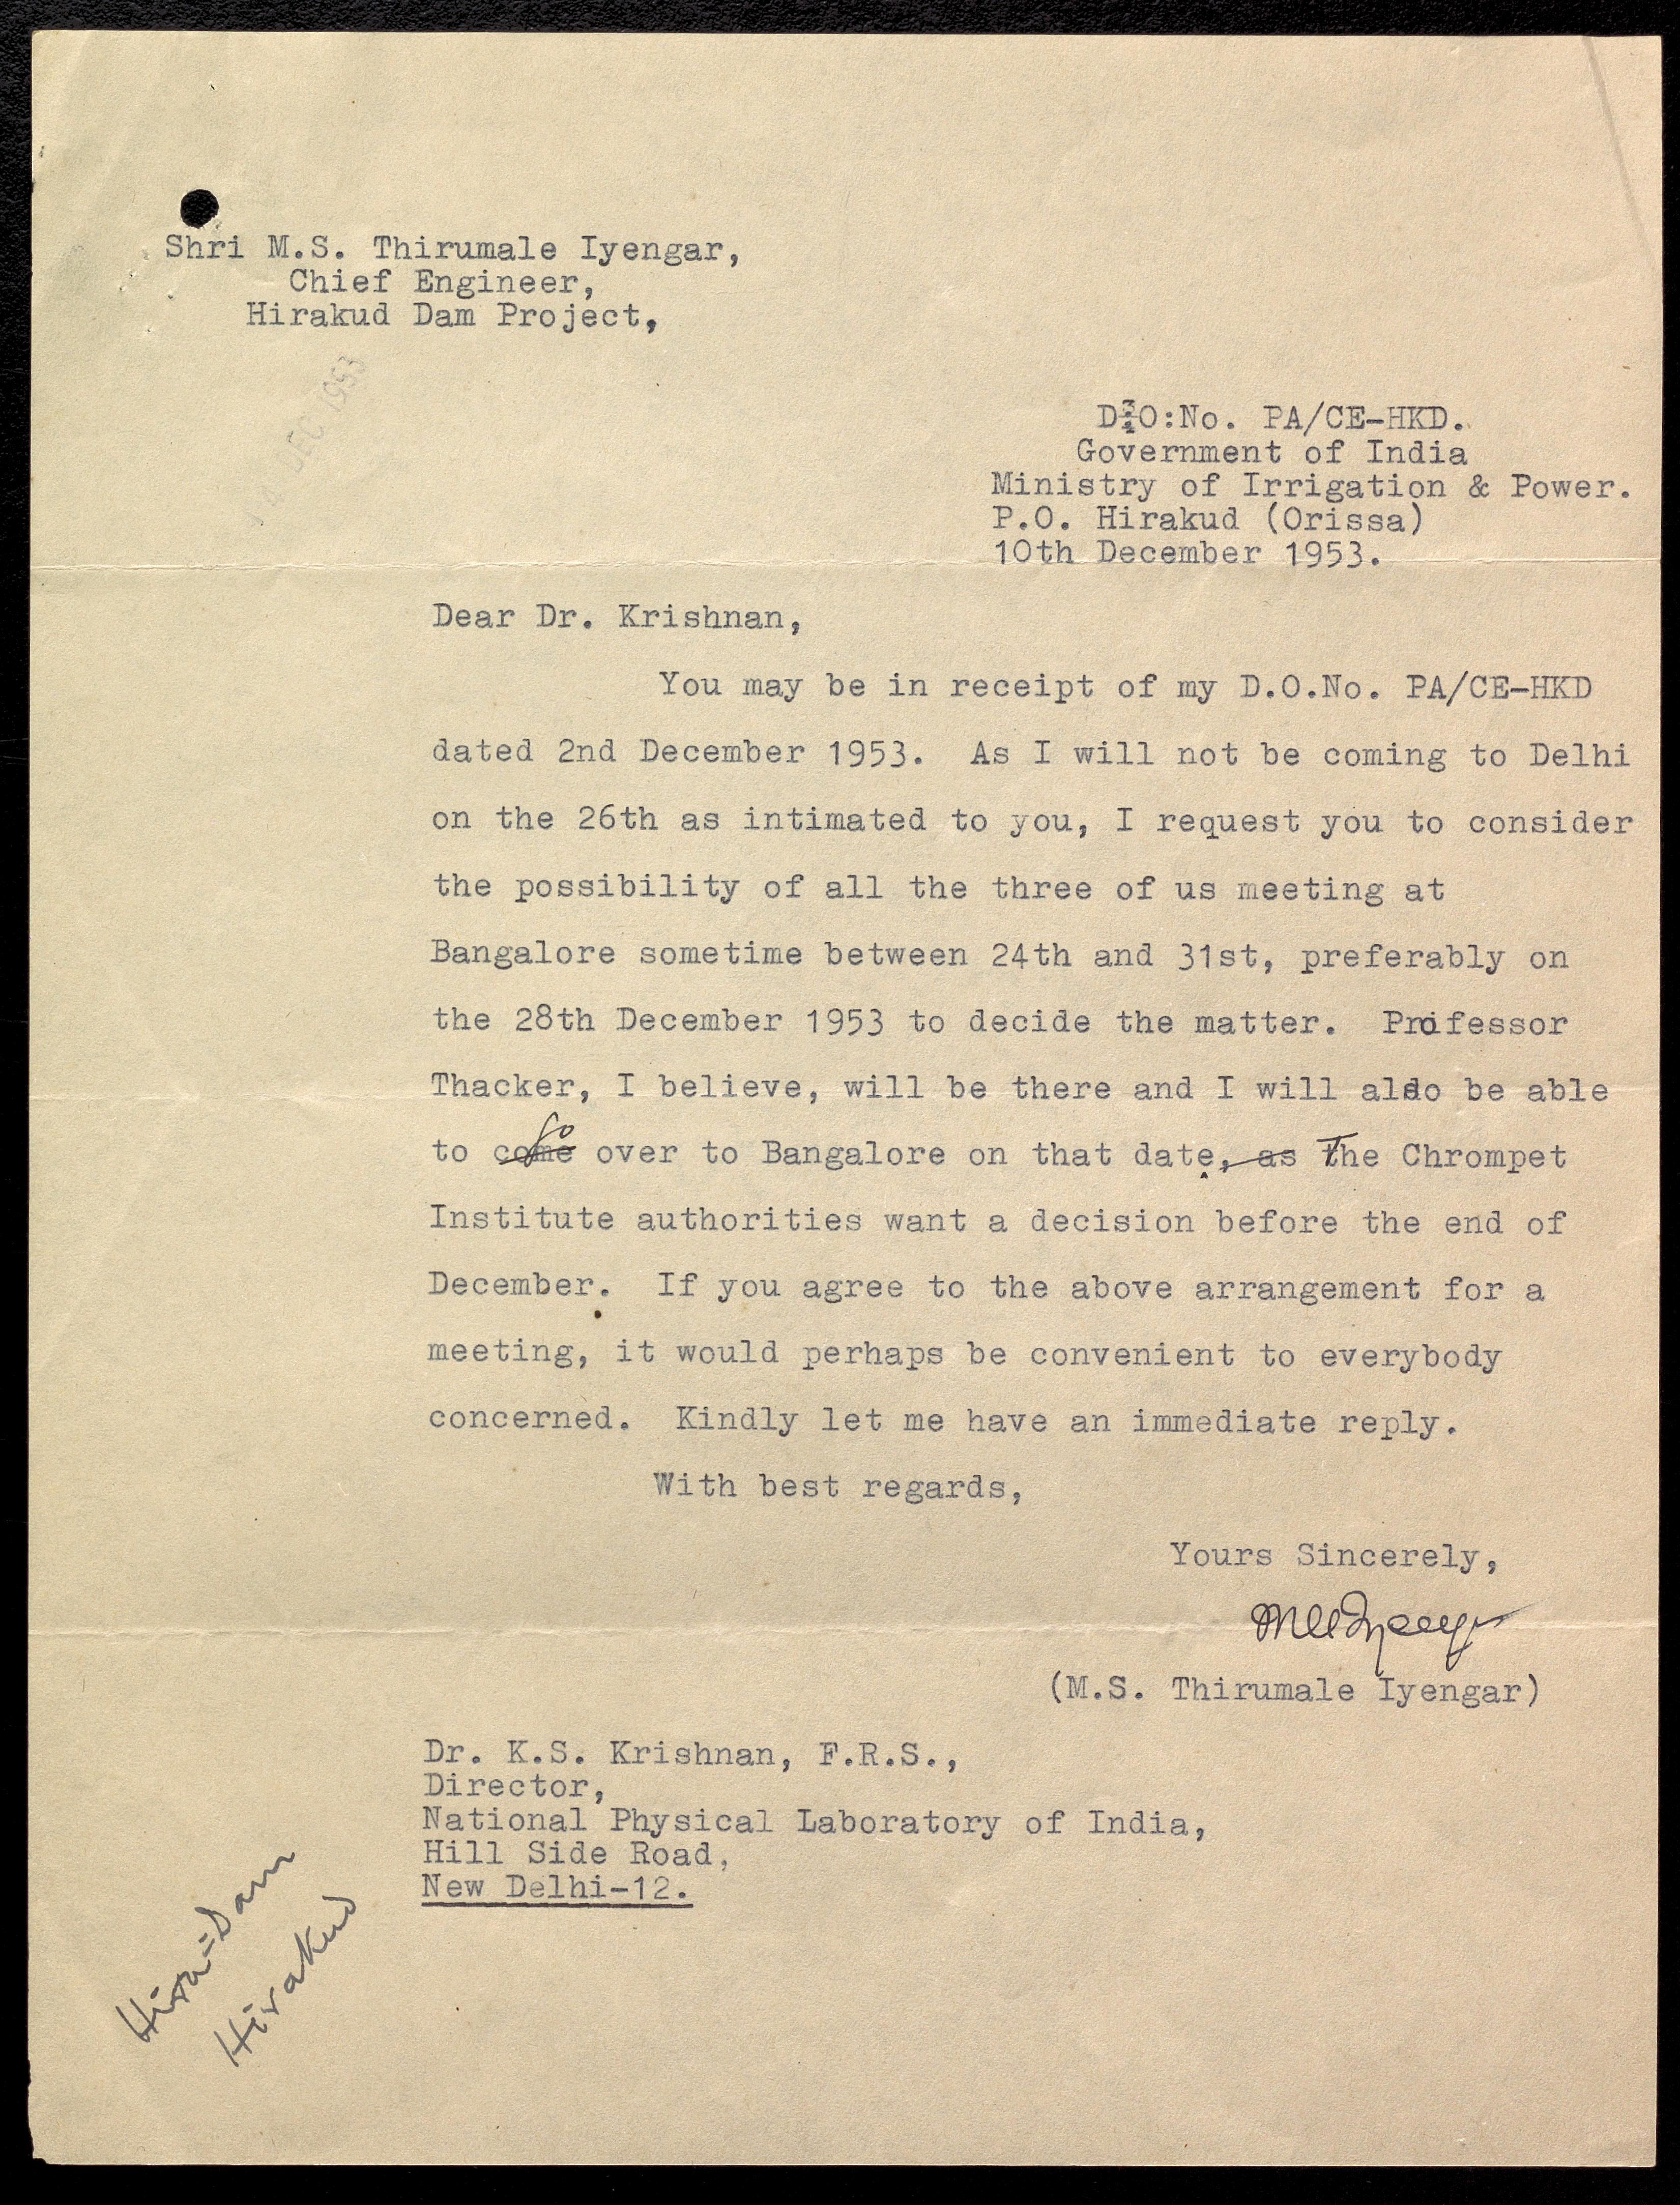 Shri M.S. Thirumale Iyengar,
Chief Engineer,
Hirakud Dam Project,
DEC 1953
D.O:No. PA/CE-HKD.
Government of India
Ministry of Irrigation & Power.
P.O. Hirakud (Orissa)
10th December 1953.
Dear Dr. Krishnan,
You may be in receipt of my D.O.No. PA/CE-HKD
dated 2nd December 1953. As I will not be coming to Delhi
on the 26th as intimated to you, I request you to consider
the possibility of all the three of us meeting at
Bangalore sometime between 24th and 31st, preferably on
the 28th December 1953 to decide the matter. Professor
Thacker, I believe, will be there and I will also be able
to come go over to Bangalore on that date, as. The Chrompet
Institute authorities want a decision before the end of
December. If you agree to the above arrangement for a
meeting, it would perhaps be convenient to everybody
concerned. Kindly let me have an immediate reply.
With best regards,
Yours Sincerely,
(M.S. Thirumale Iyengar)
Dr. K.S. Krishnan, F.R.S.,
Director,
National Physical Laboratory of India,
Hill Side Road,
New Delhi-12.
Hira-Dam
Hirakud